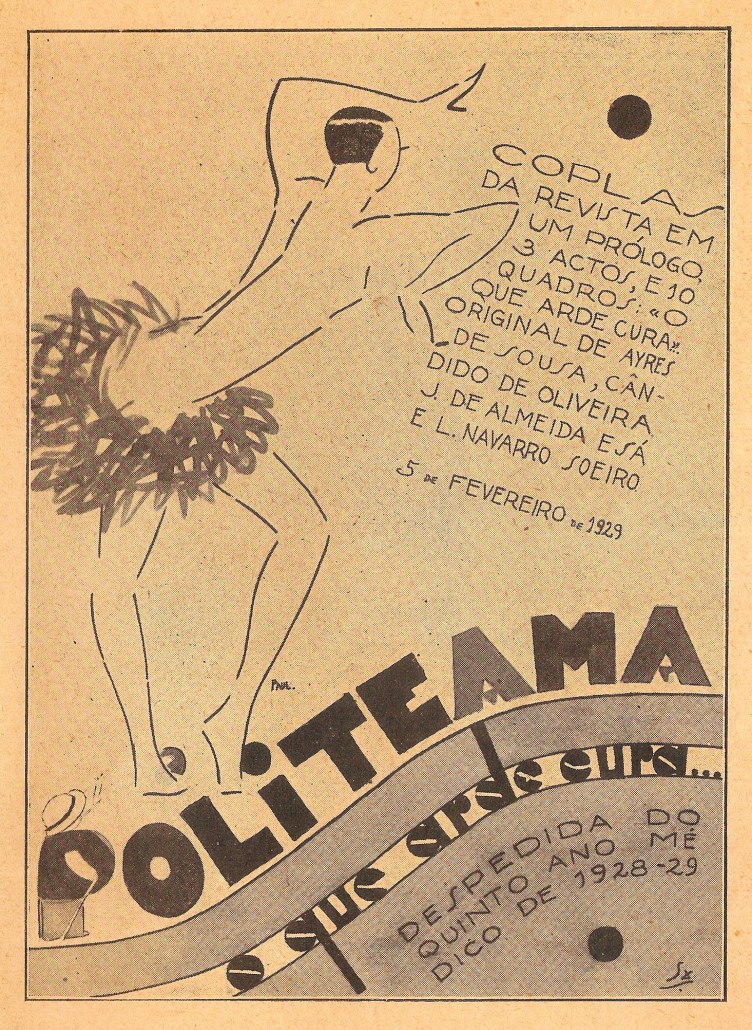 COPLAS
DA REVISTA EM
UM PRÓLOGO,
3 ACTOS, E 10
QUADROS: «O
QUE ARDE CURA».
ORIGINAL DE AYRES
DE SOUSA, CÂN-
DIDO DE OLIVEIRA
J. DE ALMEIDA E SÁ
E L. NAVARRO SOEIRO
5 DE FEVEREIRO DE 1929
PAUL.
POLiTEAMA
o que arde cura...
DESPEDIDA DO
QUINTO ANO MÉ
DICO DE 1928-29